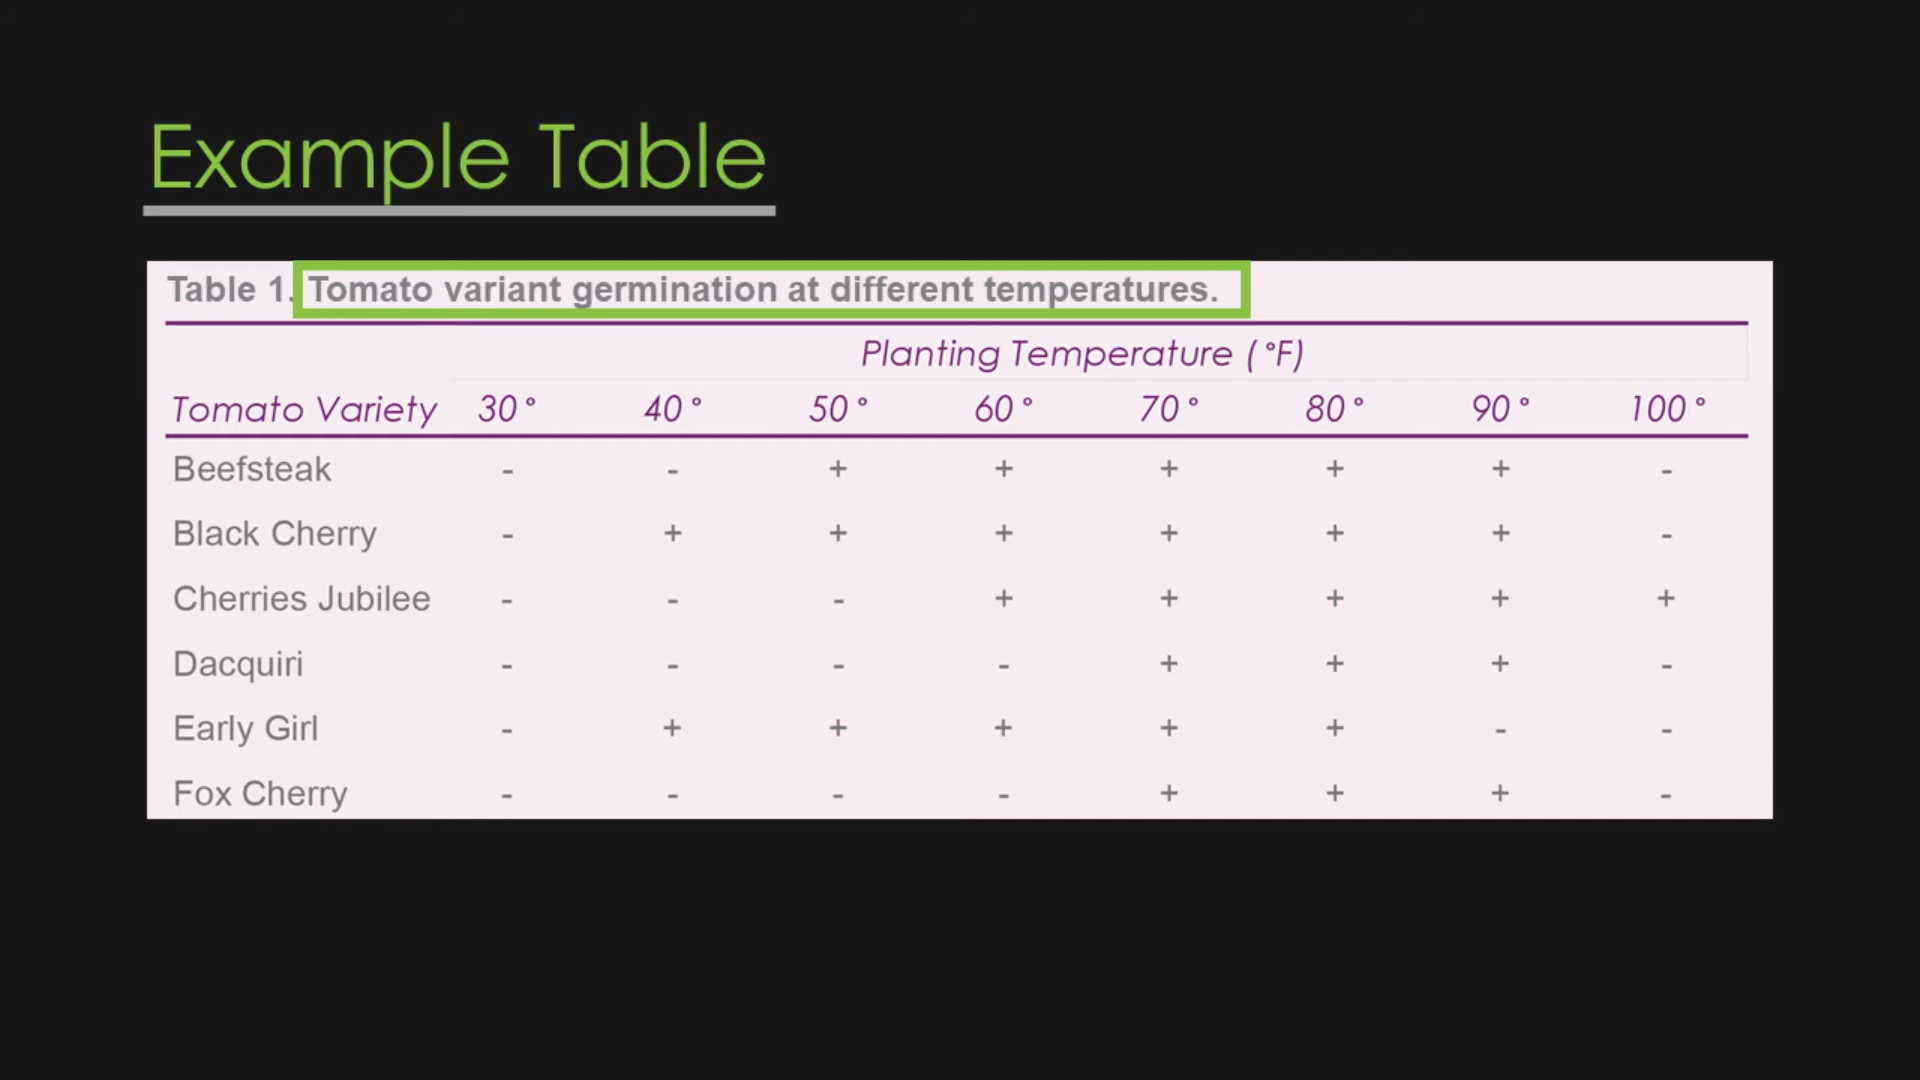 Example Table
Table 1. Tomato variant germination at different temperatures.
Planting Temperature (°F)
Tomato Variety 30° 40° 50° 60° 70° 80° 90° 100°
Beefsteak - - + + + + + -
Black Cherry - + + + + + + -
Cherries Jubilee - - - + + + + +
Dacquiri - - - - + + + -
Early Girl - + + + + + - -
Fox Cherry - - - - + + + -